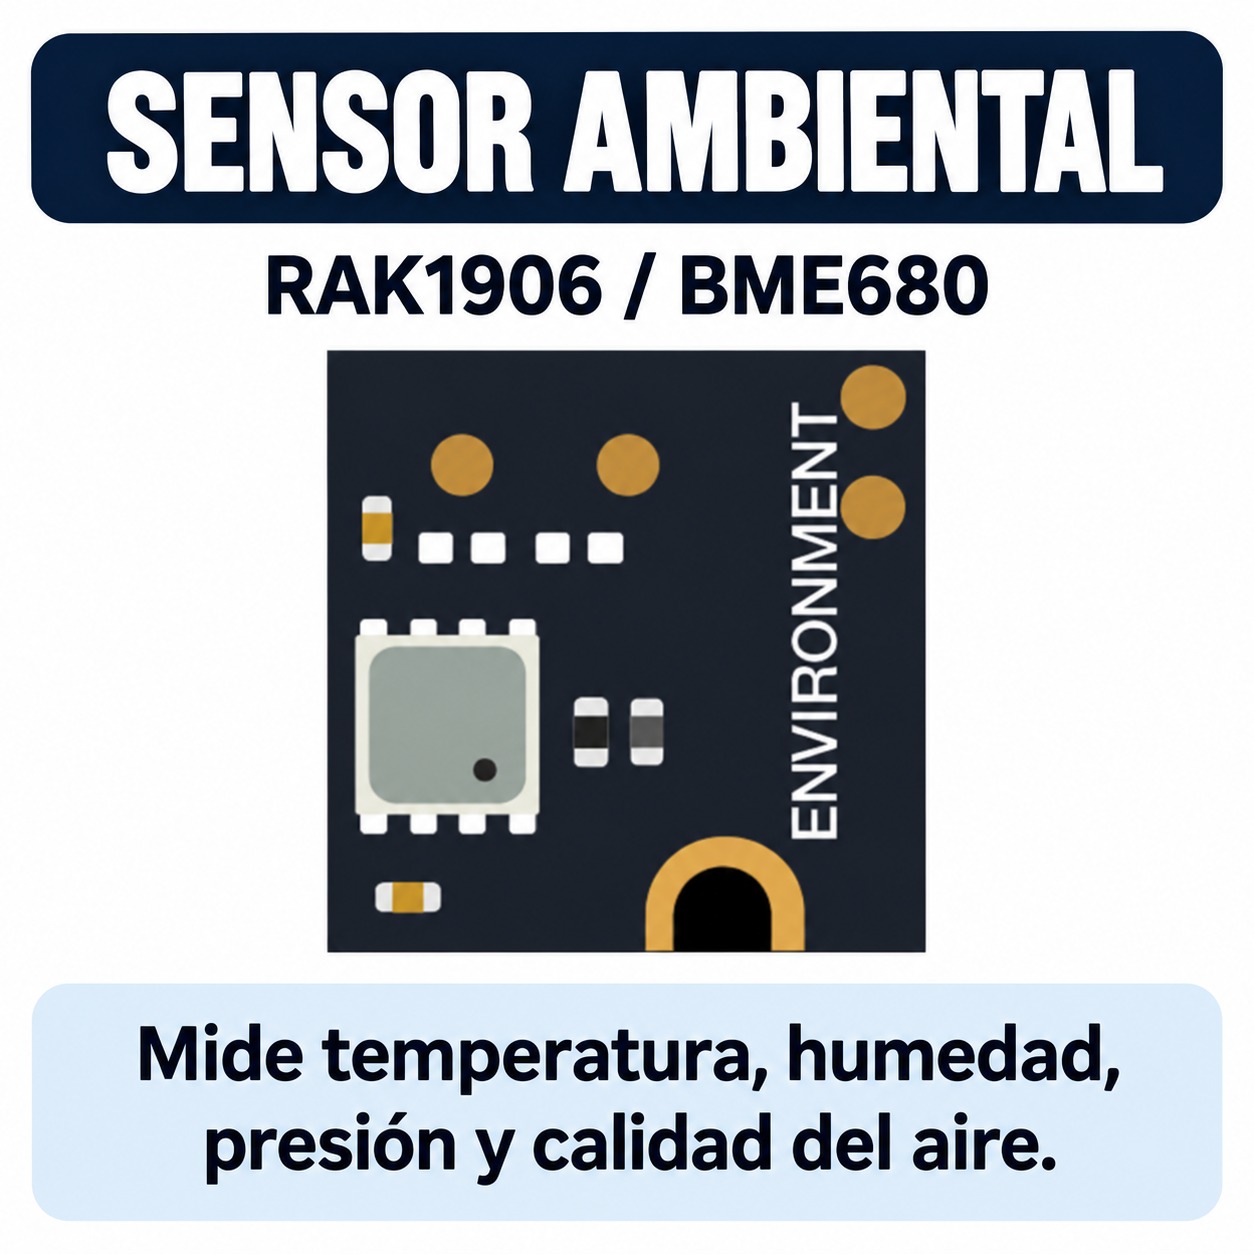 SENSOR AMBIENTAL
RAK1906 / BME680
ENVIRONMENT
Mide temperatura, humedad,
presión y calidad del aire.